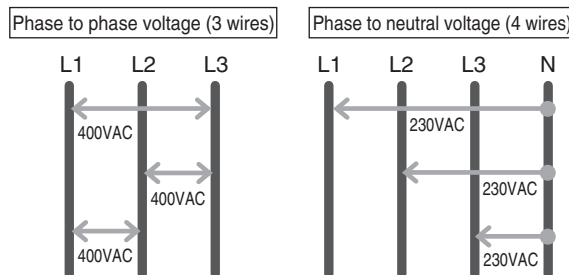 Phase to phase voltage (3 wires)
L1 L2 L3
400VAC
400VAC
400VAC
Phase to neutral voltage (4 wires)
L1 L2 L3 N
230VAC
230VAC
230VAC